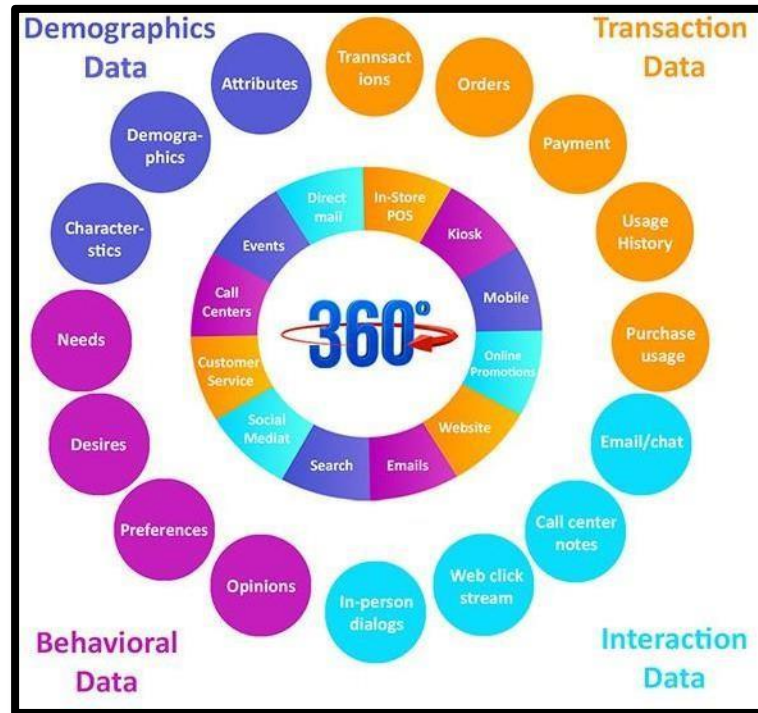 Demographics
Data
Transaction
Data
Attributes
Trannsact
ions
Orders
Demogra-
phics
Payment
Character-
stics
Usage
History
Needs
Purchase
usage
Desires
Email/chat
Preferences
Call center
notes
Opinions
In-person
dialogs
Web click
stream
Direct
mail
In-Store
POS
Kiosk
Mobile
Online
Promotions
Website
Emails
Search
Social
Mediat
Customer
Service
Call
Centers
Events
360°
Behavioral
Data
Interaction
Data